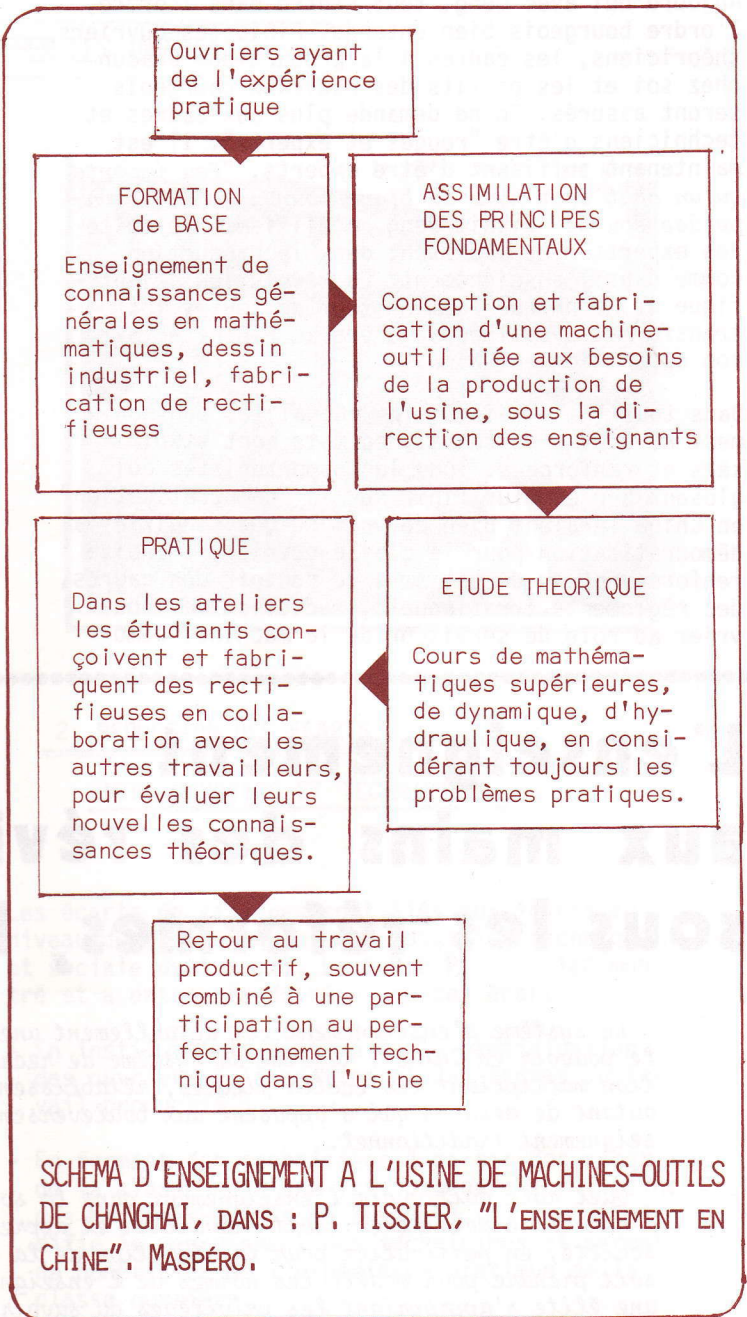 Ouvriers ayant
de l'expérience
pratique
FORMATION
de BASE
Enseignement de
connaissances gé-
nérales en mathé-
matiques, dessin
industriel, fabri-
cation de recti-
fieuses
ASSIMILATION
DES PRINCIPES
FONDAMENTAUX
Conception et fabri-
cation d'une machine-
outil liée aux besoins
de la production de
l'usine, sous la di-
rection des enseignants
ETUDE THEORIQUE
Cours de mathéma-
tiques supérieures,
de dynamique, d'hy-
draulique, en consi-
dérant toujours les
problèmes pratiques.
PRATIQUE
Dans les ateliers
les étudiants con-
çoivent et fabri-
quent des recti-
fieuses en colla-
boration avec les
autres travailleurs,
pour évaluer leurs
nouvelles connais-
sances théoriques.
Retour au travail
productif, souvent
combiné à une par-
ticipation au per-
fectionnement tech-
nique dans l'usine
SCHEMA D'ENSEIGNEMENT A L'USINE DE MACHINES-OUTILS
DE CHANGHAI, DANS : P. TISSIER, "L'ENSEIGNEMENT EN
CHINE". MASPÉRO.